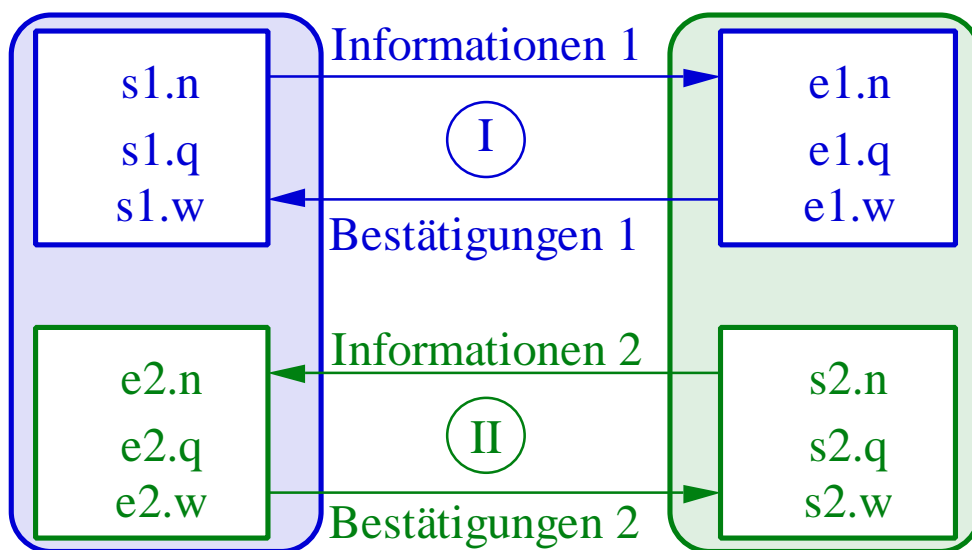 Informationen 1
s1.n
s1.q
s1.w
I
e1.n
e1.q
e1.w
Bestätigungen 1
Informationen 2
e2.n
e2.q
e2.w
II
s2.n
s2.q
s2.w
Bestätigungen 2